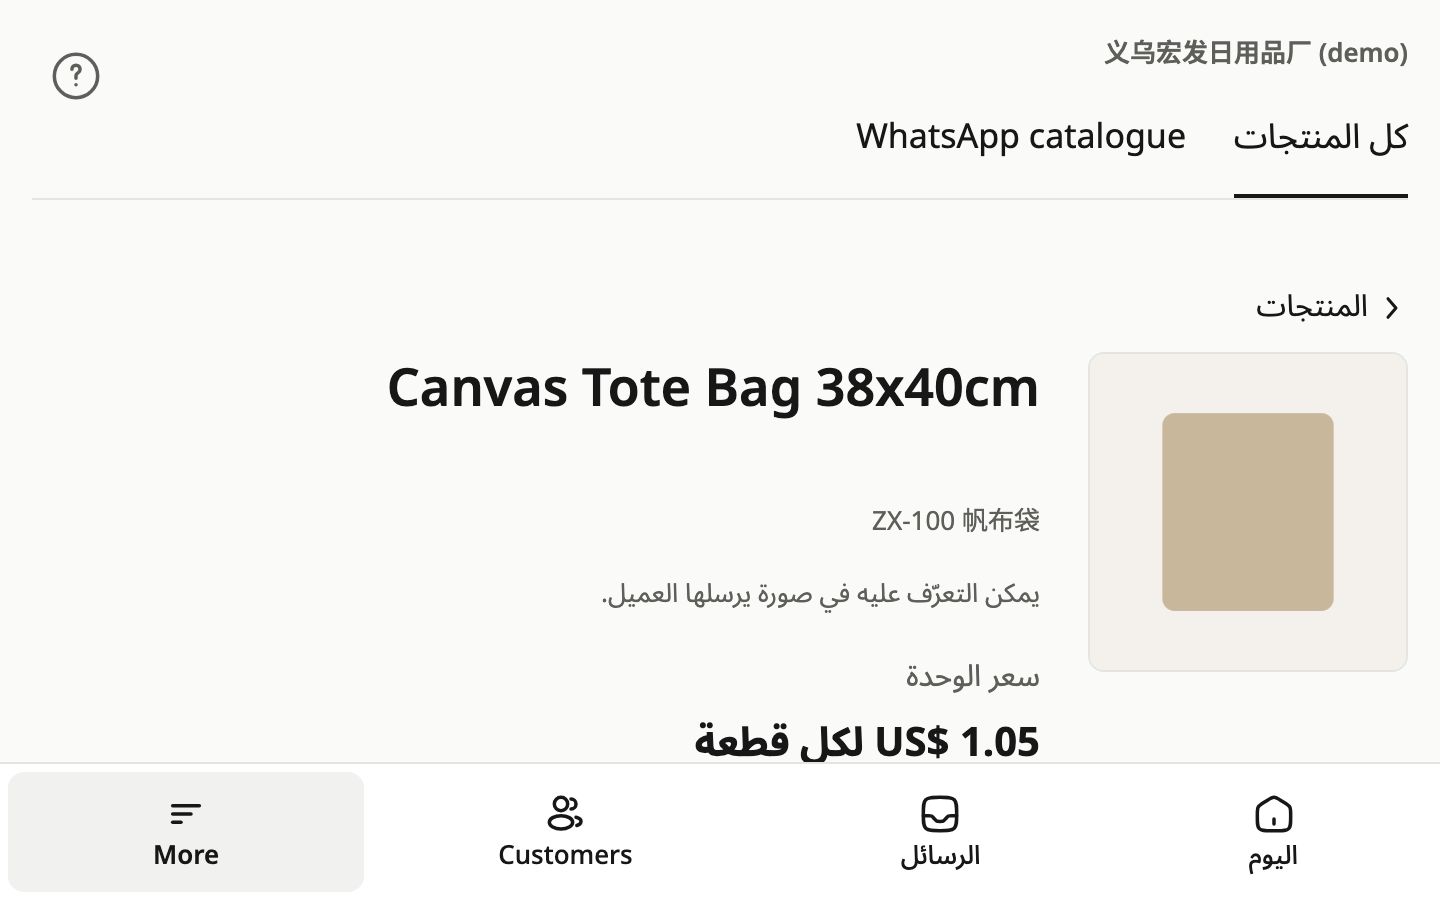 义乌宏发日用品厂 (demo)
كل المنتجات
WhatsApp catalogue
المنتجات
Canvas Tote Bag 38x40cm
ZX-100 帆布袋
يمكن التعرّف عليه في صورة يرسلها العميل.
سعر الوحدة
US$ 1.05 لكل قطعة
اليوم
الرسائل
Customers
More